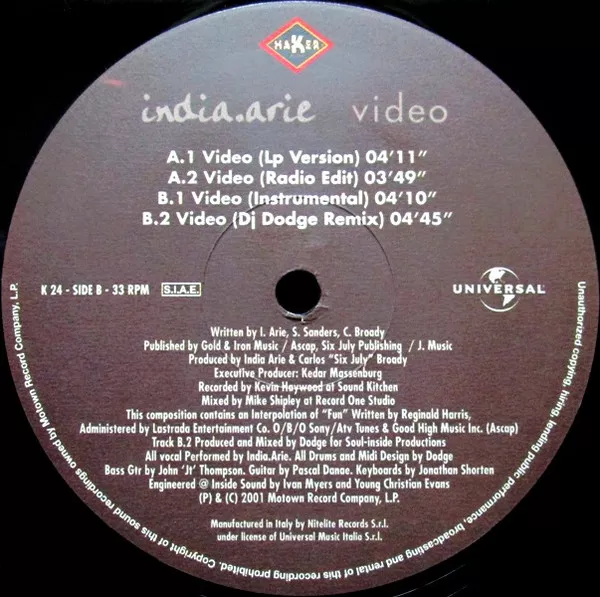 HAKER
india.arie video
A.1 Video (Lp Version) 04'11"
A.2 Video (Radio Edit) 03'49"
B.1 Video (Instrumental) 04'10"
B.2 Video (Dj Dodge Remix) 04'45"
K 24 - SIDE B - 33 RPM S.I.A.E.
UNIVERSAL
Written by I. Arie, S. Sanders, C. Broady
Published by Gold & Iron Music / Ascap, Six July Publishing / J. Music
Produced by India Arie & Carlos "Six July" Broady
Executive Producer: Kedar Massenburg
Recorded by Kevin Haywood at Sound Kitchen
Mixed by Mike Shipley at Record One Studio
This composition contains an Interpolation of "Fun" Written by Reginald Harris,
Administered by Lastrada Entertainment Co. O/B/O Sony/Atv Tunes & Good High Music Inc. (Ascap)
Track B.2 Produced and Mixed by Dodge for Soul-inside Productions
All vocal Performed by India.Arie. All Drums and Midi Design by Dodge
Bass Gtr by John 'Jt' Thompson. Guitar by Pascal Danae. Keyboards by Jonathan Shorten
Engineered @ Inside Sound by Ivan Myers and Young Christian Evans
(P) & (C) 2001 Motown Record Company, L.P.
Manufactured in Italy by Nitelite Records S.r.l.
under license of Universal Music Italia S.r.l.
Unauthorized copying, hiring, lending public performance, broadcasting and rental of this recording prohibited. Copyright of this sound recordings owned by Motown Record Company, L.P.